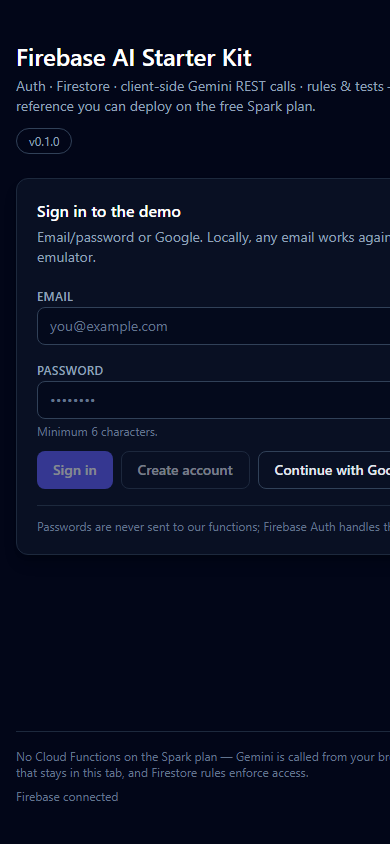 Firebase AI Starter Kit
Auth · Firestore · client-side Gemini REST calls · rules & tests
reference you can deploy on the free Spark plan.
v0.1.0
Sign in to the demo
Email/password or Google. Locally, any email works
emulator.
EMAIL
you@example.com
PASSWORD
••••••••
Minimum 6 characters.
Sign in
Create account
Continue with
Passwords are never sent to our functions; Firebase Auth handles
No Cloud Functions on the Spark plan — Gemini is called from your
that stays in this tab, and Firestore rules enforce access.
Firebase connected